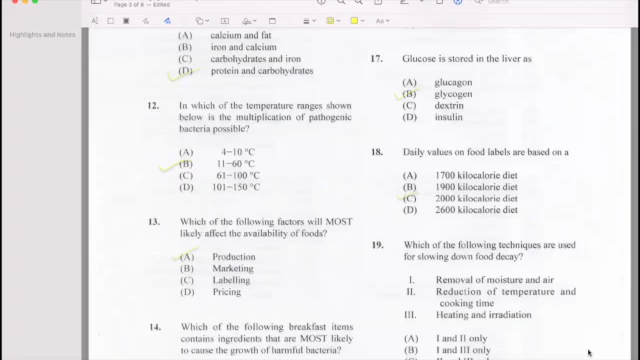 Page 3 of 8 — Edited
Search
Highlights and Notes
(A) calcium and fat
(B) iron and calcium
(C) carbohydrates and iron
(D) protein and carbohydrates
12. In which of the temperature ranges shown
below is the multiplication of pathogenic
bacteria possible?
(A) 4–10 °C
(B) 11–60 °C
(C) 61–100 °C
(D) 101–150 °C
13. Which of the following factors will MOST
likely affect the availability of foods?
(A) Production
(B) Marketing
(C) Labelling
(D) Pricing
14. Which of the following breakfast items
contains ingredients that are MOST likely
to cause the growth of harmful bacteria?
17. Glucose is stored in the liver as
(A) glucagon
(B) glycogen
(C) dextrin
(D) insulin
18. Daily values on food labels are based on a
(A) 1700 kilocalorie diet
(B) 1900 kilocalorie diet
(C) 2000 kilocalorie diet
(D) 2600 kilocalorie diet
19. Which of the following techniques are used
for slowing down food decay?
I. Removal of moisture and air
II. Reduction of temperature and
cooking time
III. Heating and irradiation
(A) I and II only
(B) I and III only